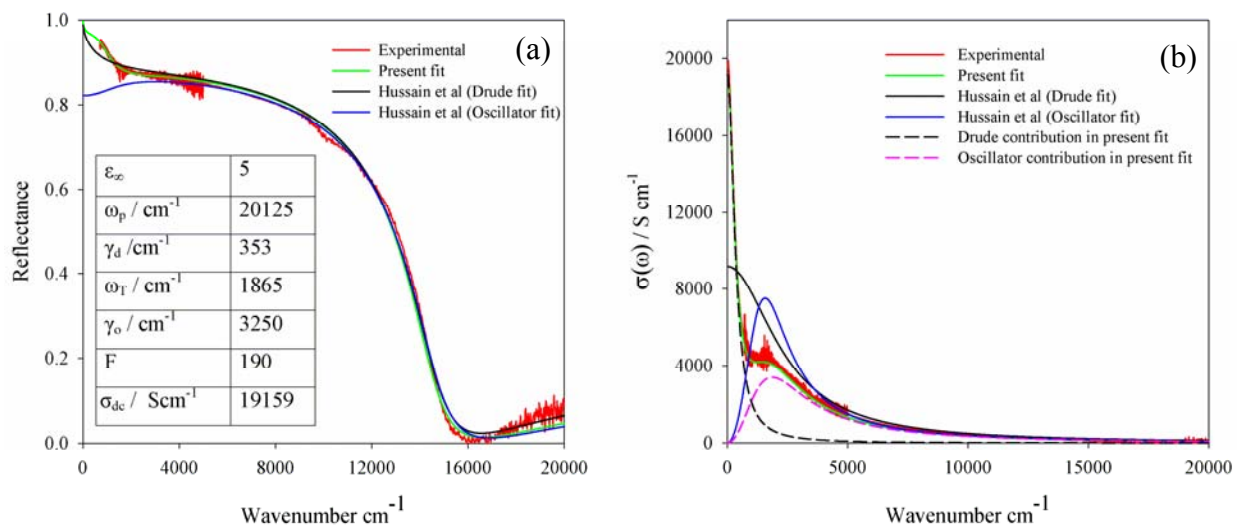 (a)
Reflectance
1.0
0.8
0.6
0.4
0.2
0.0
Experimental
Present fit
Hussain et al (Drude fit)
Hussain et al (Oscillator fit)
ε∞ 5
ωp / cm-1 20125
γd /cm-1 353
ωT / cm-1 1865
γo / cm-1 3250
F 190
σdc / Scm-1 19159
0 4000 8000 12000 16000 20000
Wavenumber cm-1
(b)
σ(ω) / S cm-1
20000
16000
12000
8000
4000
0
Experimental
Present fit
Hussain et al (Drude fit)
Hussain et al (Oscillator fit)
Drude contribution in present fit
Oscillator contribution in present fit
0 5000 10000 15000 20000
Wavenumber cm-1